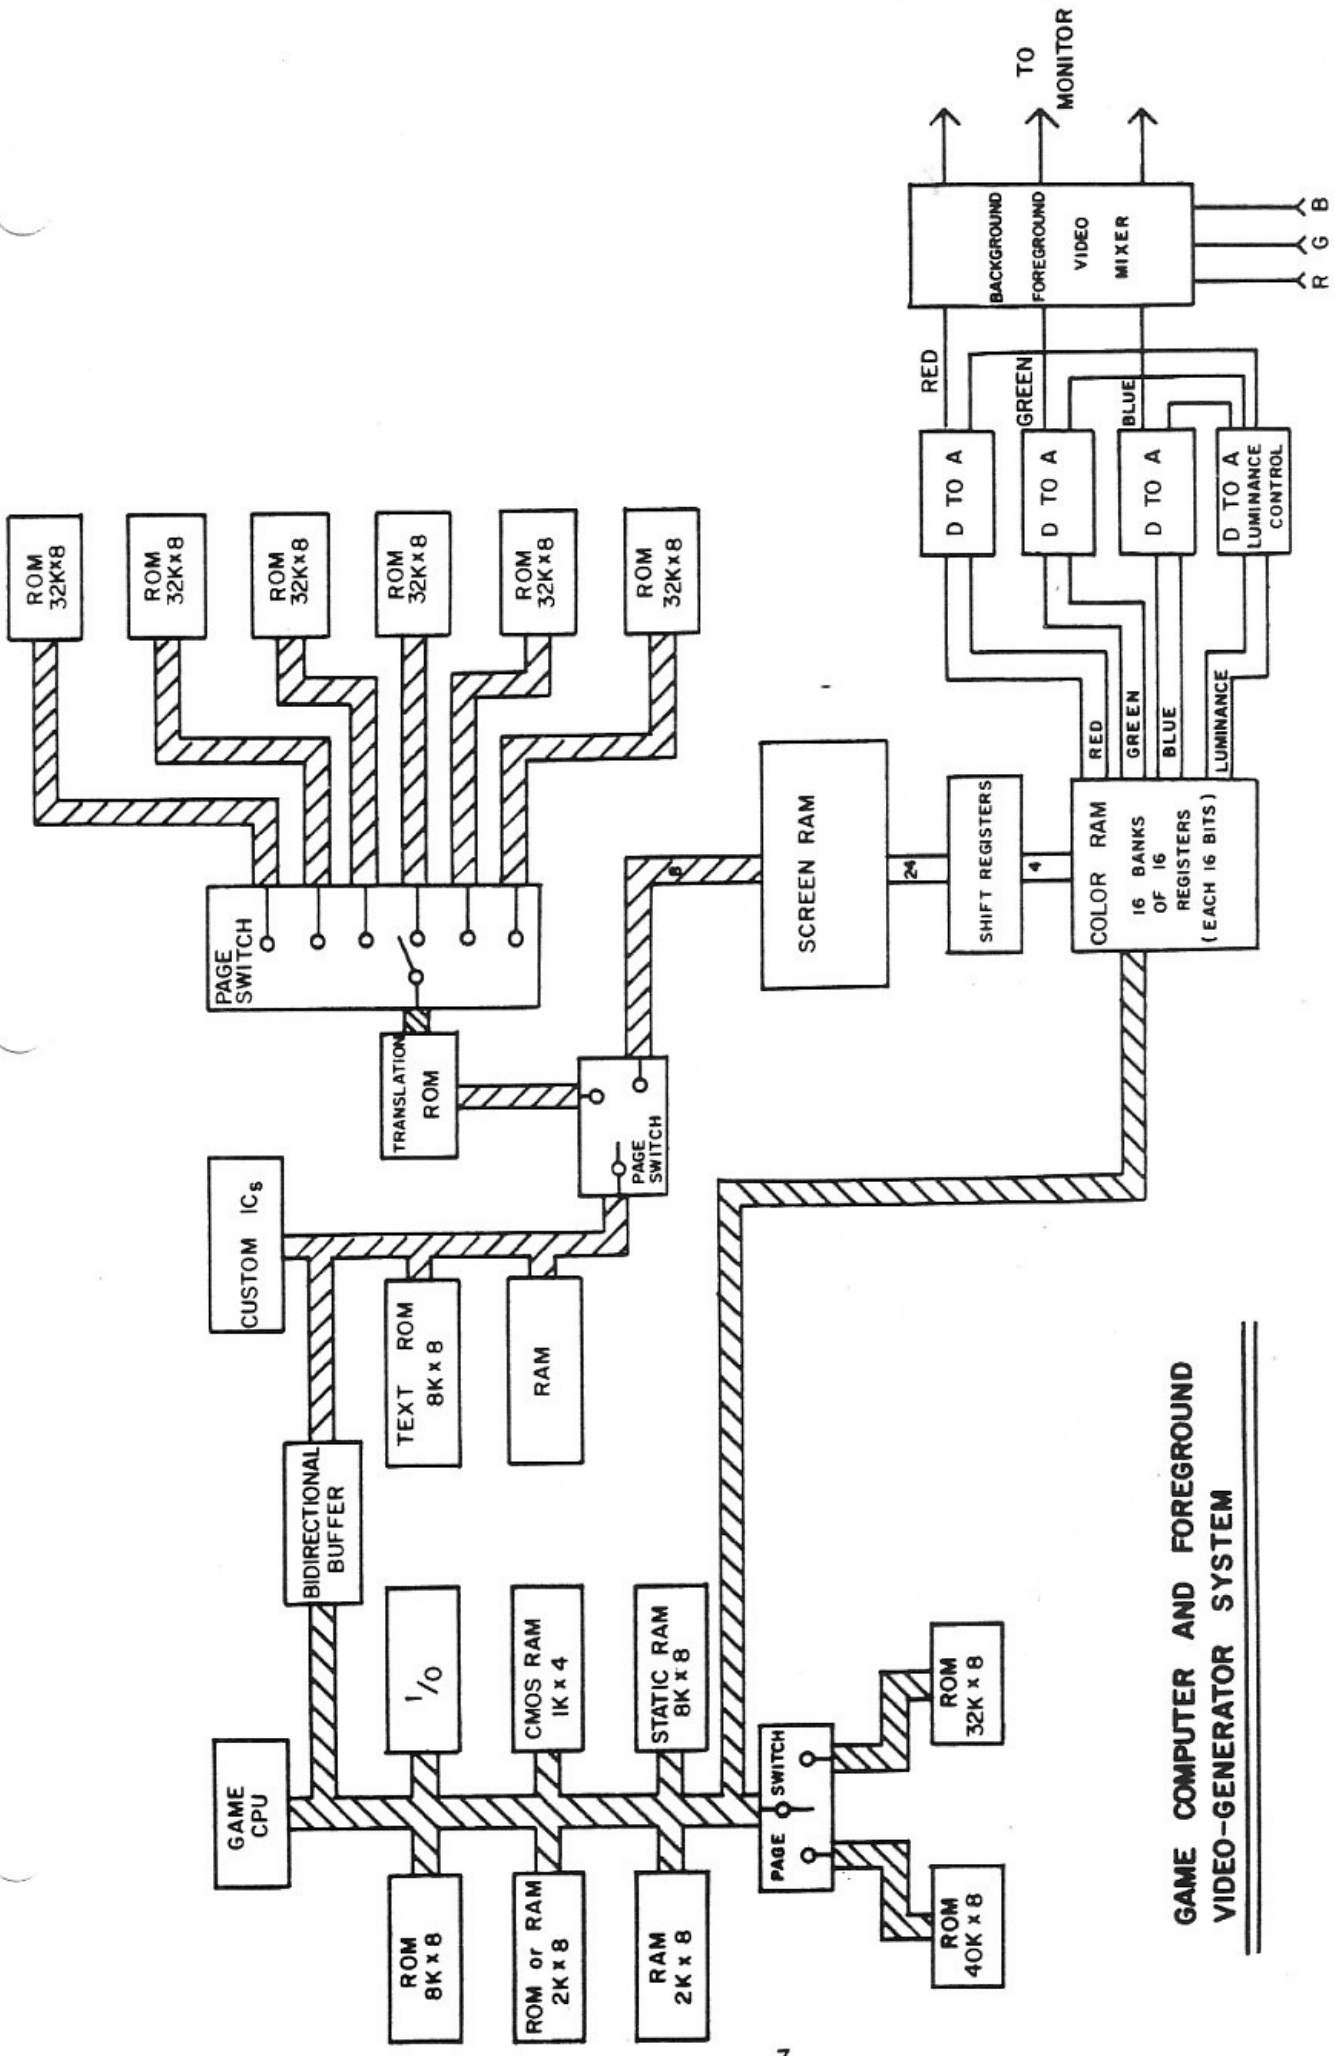 GAME
CPU
ROM
8K x 8
ROM or RAM
2K x 8
RAM
2K x 8
I/O
CMOS RAM
1K x 4
STATIC RAM
8K x 8
PAGE SWITCH
ROM
40K x 8
ROM
32K x 8
BIDIRECTIONAL
BUFFER
CUSTOM ICs
TEXT ROM
8K x 8
RAM
TRANSLATION
ROM
PAGE
SWITCH
PAGE
SWITCH
ROM
32K x 8
ROM
32K x 8
ROM
32K x 8
ROM
32K x 8
ROM
32K x 8
ROM
32K x 8
8
SCREEN RAM
24
SHIFT REGISTERS
4
COLOR RAM
16 BANKS
OF 16
REGISTERS
(EACH 16 BITS)
RED
GREEN
BLUE
LUMINANCE
D TO A
D TO A
D TO A
D TO A
LUMINANCE
CONTROL
RED
GREEN
BLUE
BACKGROUND
FOREGROUND
VIDEO
MIXER
R G B
TO
MONITOR
GAME COMPUTER AND FOREGROUND
VIDEO-GENERATOR SYSTEM
7